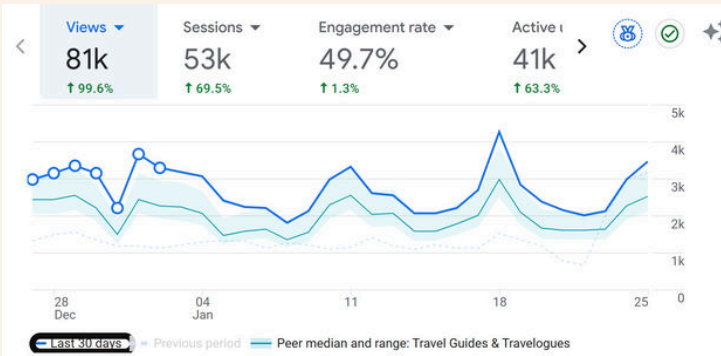 Views Sessions Engagement rate Active u
81k 53k 49.7% 41k
↑ 99.6% ↑ 69.5% ↑ 1.3% ↑ 63.3%
5k
4k
3k
2k
1k
0
28 04 11 18 25
Dec Jan
Last 30 days Previous period Peer median and range: Travel Guides & Travelogues